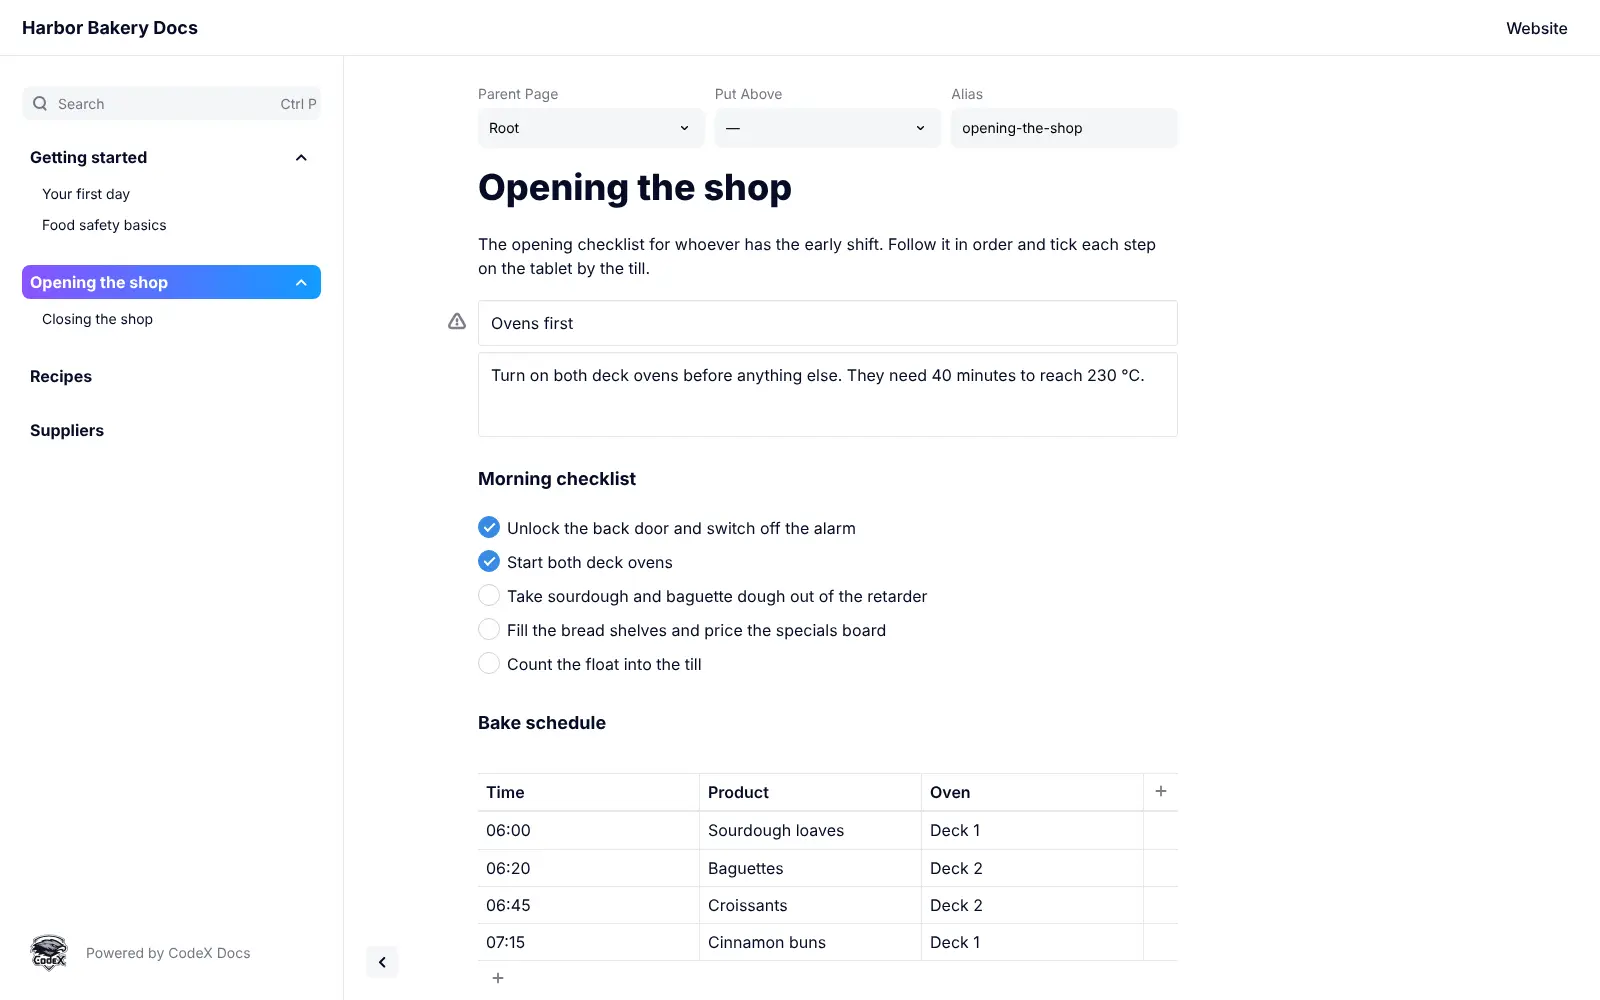 Harbor Bakery Docs
Website
Search
Ctrl P
Getting started
Your first day
Food safety basics
Opening the shop
Closing the shop
Recipes
Suppliers
CodeX
Powered by CodeX Docs
Parent Page
Put Above
Alias
Root
—
opening-the-shop
Opening the shop
The opening checklist for whoever has the early shift. Follow it in order and tick each step
on the tablet by the till.
Ovens first
Turn on both deck ovens before anything else. They need 40 minutes to reach 230 °C.
Morning checklist
Unlock the back door and switch off the alarm
Start both deck ovens
Take sourdough and baguette dough out of the retarder
Fill the bread shelves and price the specials board
Count the float into the till
Bake schedule
Time Product Oven
06:00 Sourdough loaves Deck 1
06:20 Baguettes Deck 2
06:45 Croissants Deck 2
07:15 Cinnamon buns Deck 1